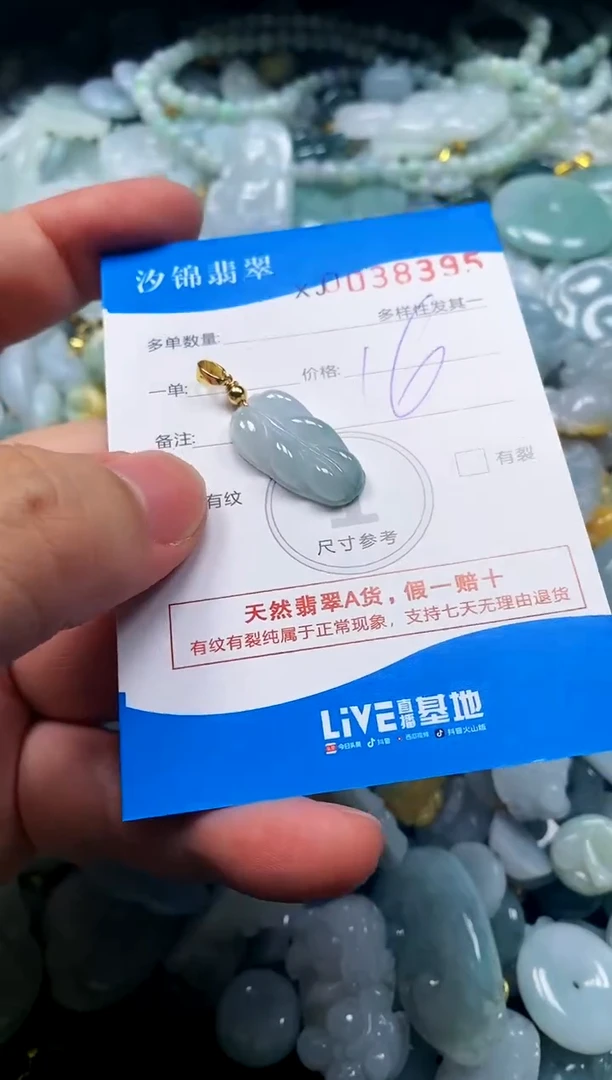 汐锦翡翠
XJ0038395
多样性发其一
多单数量:
一单:
价格: 16
备注:
有纹
有裂
尺寸参考
天然翡翠A货，假一赔十
有纹有裂纯属于正常现象，支持七天无理由退货
LiVE直播基地
今日头条 抖音 西瓜视频 抖音火山版